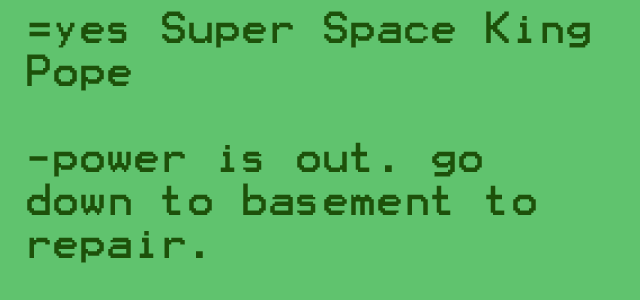 =yes Super Space King
Pope
-power is out. go
down to basement to
repair.